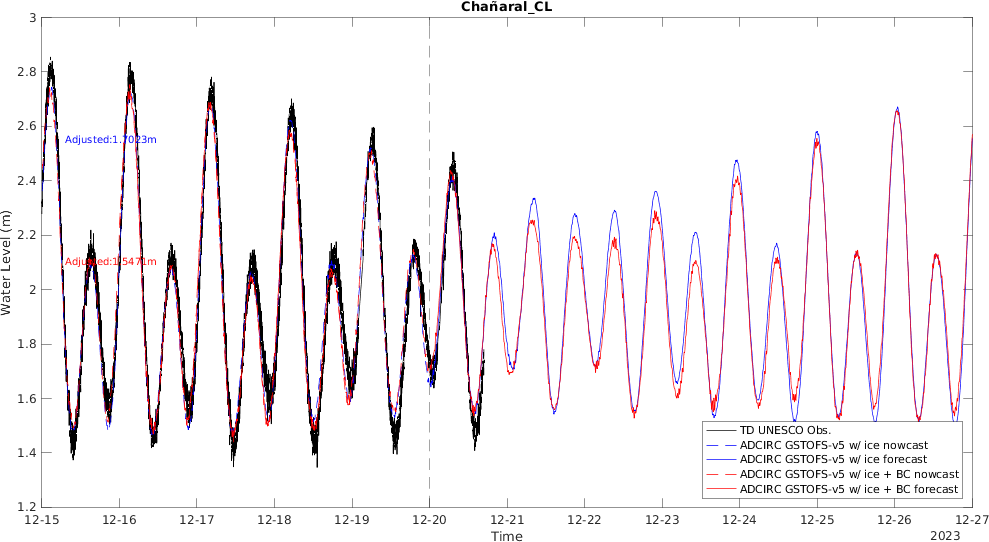 Chañaral_CL
3
2.8
2.6
2.4
2.2
2
1.8
1.6
1.4
1.2
Water Level (m)
Adjusted:1.7023m
Adjusted:1.5471m
TD UNESCO Obs.
ADCIRC GSTOFS-v5 w/ ice nowcast
ADCIRC GSTOFS-v5 w/ ice forecast
ADCIRC GSTOFS-v5 w/ ice + BC nowcast
ADCIRC GSTOFS-v5 w/ ice + BC forecast
12-15 12-16 12-17 12-18 12-19 12-20 12-21 12-22 12-23 12-24 12-25 12-26 12-27
Time
2023